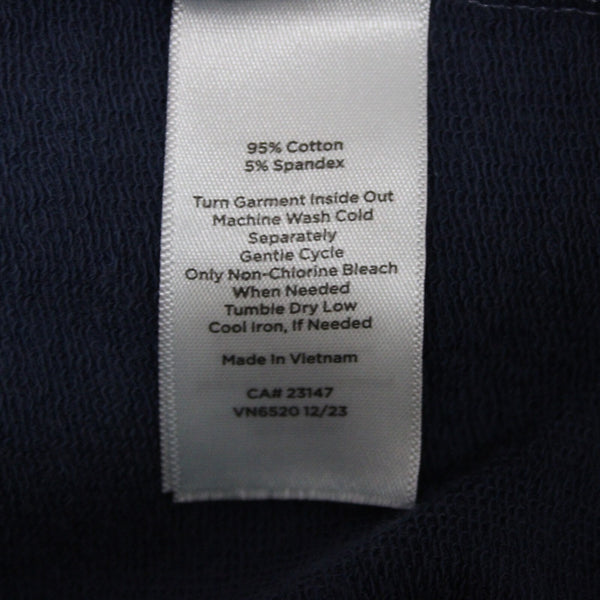 95% Cotton
5% Spandex
Turn Garment Inside Out
Machine Wash Cold
Separately
Gentle Cycle
Only Non-Chlorine Bleach
When Needed
Tumble Dry Low
Cool Iron, If Needed
Made In Vietnam
CA# 23147
VN6520 12/23